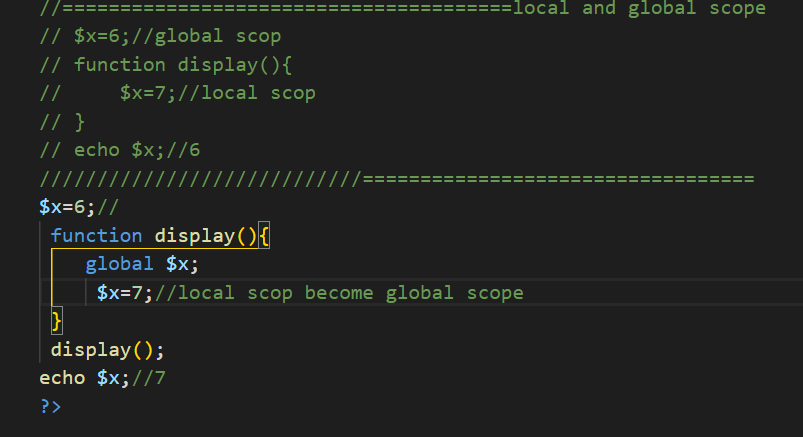 //=======================================local and global scope
// $x=6;//global scop
// function display(){
//     $x=7;//local scop
// }
// echo $x;//6
////////////////////////////==================================
$x=6;//
function display(){
global $x;
$x=7;//local scop become global scope
}
display();
echo $x;//7
?>